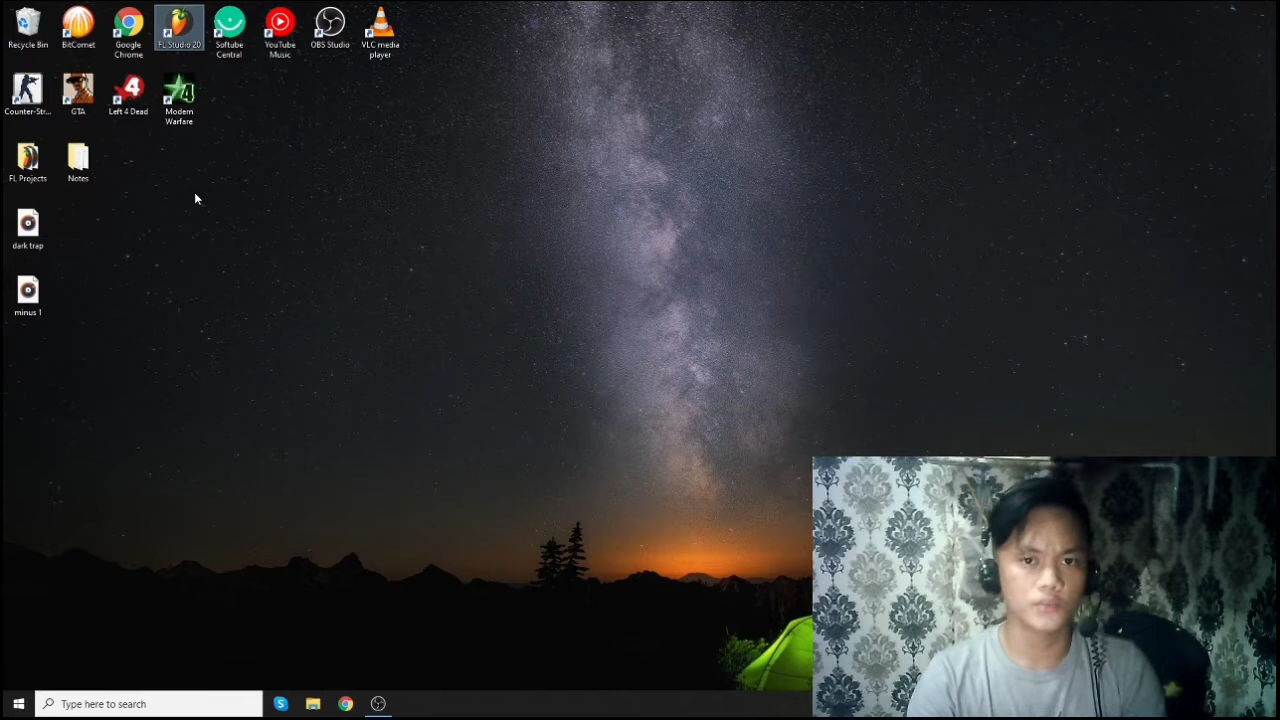 Recycle Bin
BitComet
Google
Chrome
FL Studio 20
Softube
Central
YouTube
Music
OBS Studio
VLC media
player
Counter-Str...
GTA
Left 4 Dead
Modern
Warfare
FL Projects
Notes
dark trap
minus 1
Type here to search